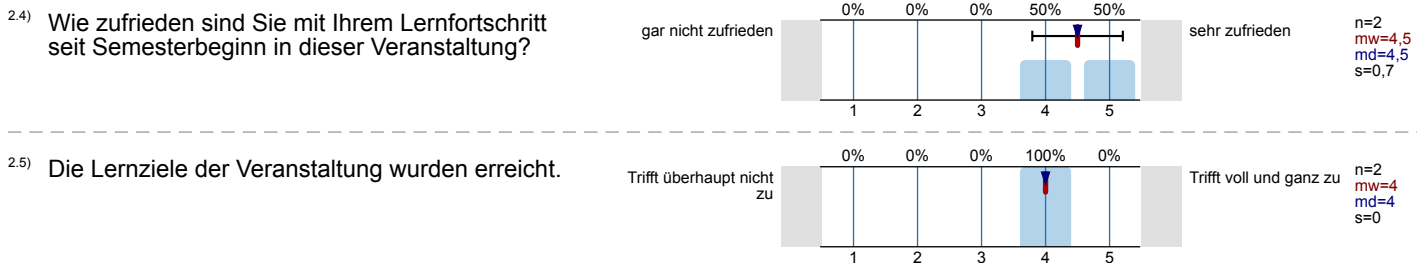 2.4) Wie zufrieden sind Sie mit Ihrem Lernfortschritt
seit Semesterbeginn in dieser Veranstaltung?
gar nicht zufrieden
0% 0% 0% 50% 50%
1 2 3 4 5
sehr zufrieden
n=2
mw=4,5
md=4,5
s=0,7
2.5) Die Lernziele der Veranstaltung wurden erreicht.
Trifft überhaupt nicht
zu
0% 0% 0% 100% 0%
1 2 3 4 5
Trifft voll und ganz zu
n=2
mw=4
md=4
s=0